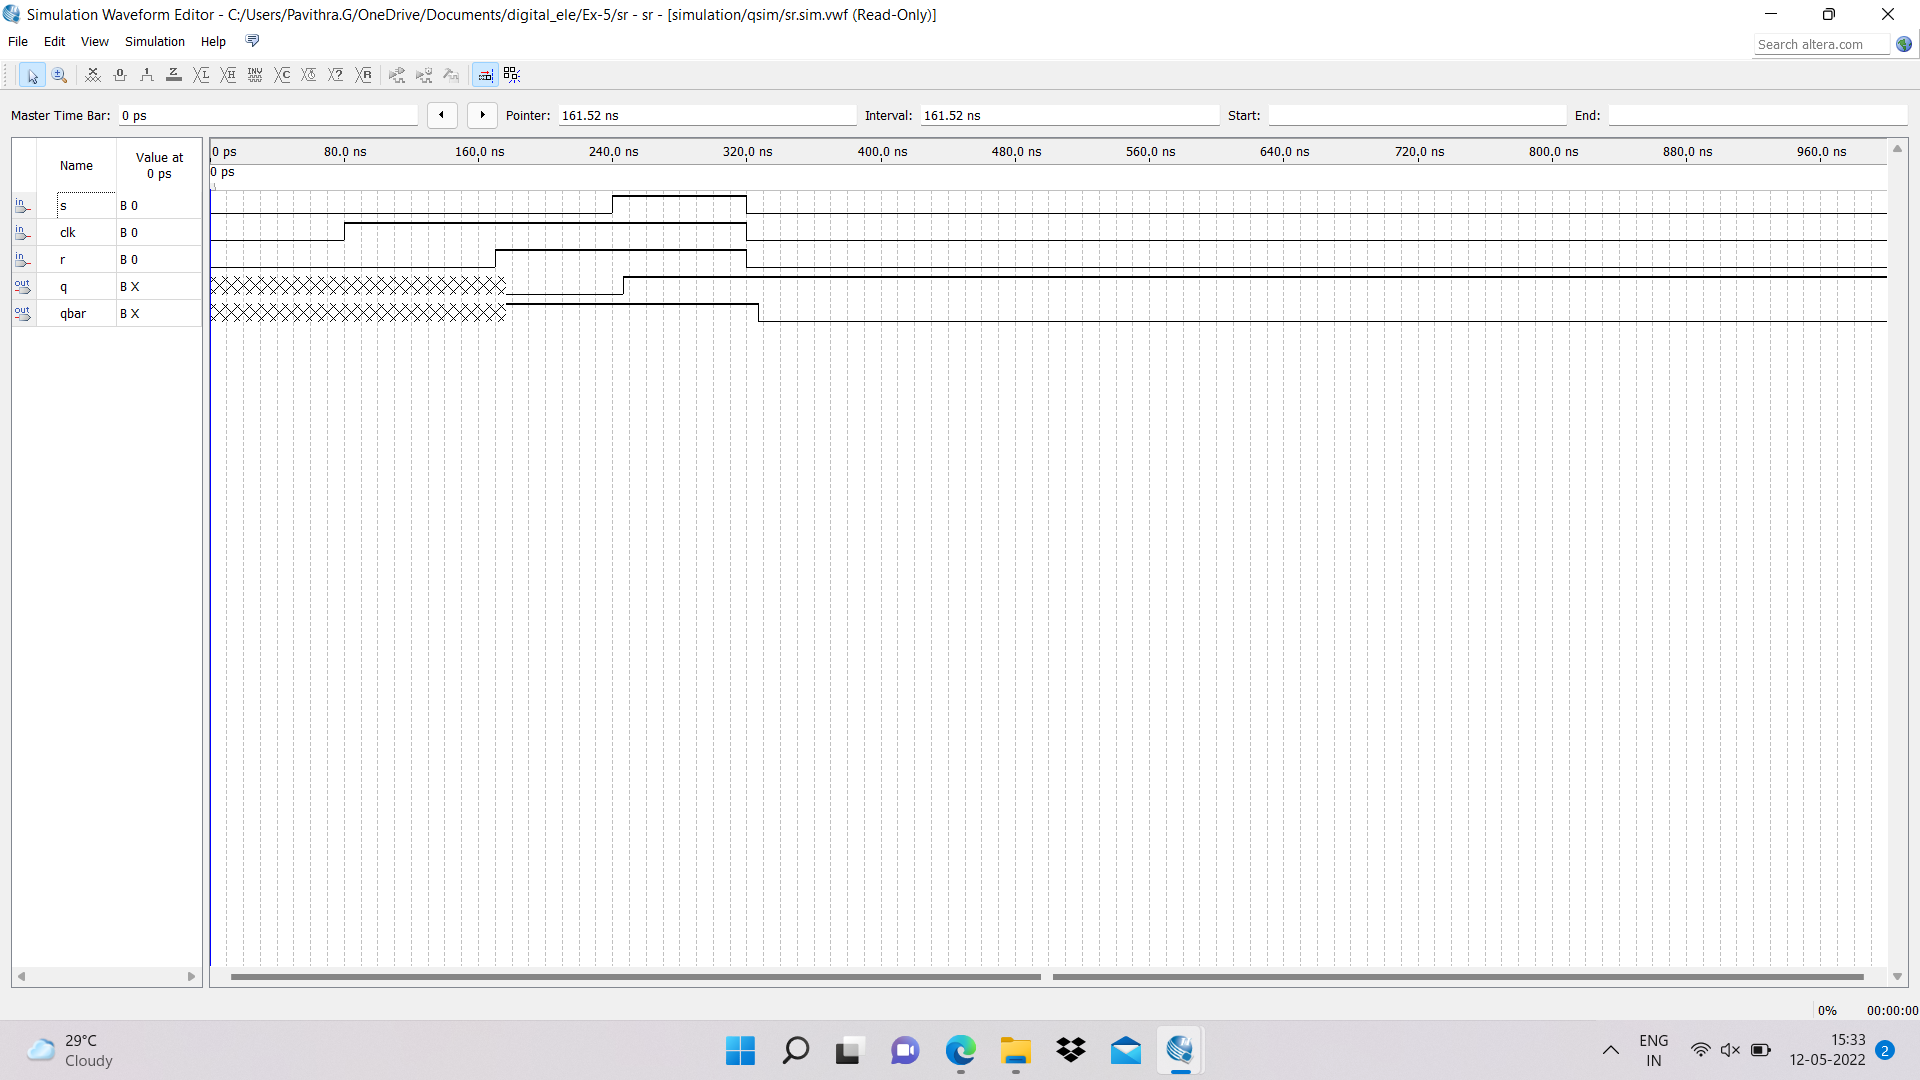 Simulation Waveform Editor - C:/Users/Pavithra.G/OneDrive/Documents/digital_ele/Ex-5/sr - sr - [simulation/qsim/sr.sim.vwf (Read-Only)]
File Edit View Simulation Help
Search altera.com
Master Time Bar: 0 ps Pointer: 161.52 ns Interval: 161.52 ns Start: End:
Name Value at 0 ps
0 ps 80.0 ns 160.0 ns 240.0 ns 320.0 ns 400.0 ns 480.0 ns 560.0 ns 640.0 ns 720.0 ns 800.0 ns 880.0 ns 960.0 ns
0 ps
in s B 0
in clk B 0
in r B 0
out q B X
out qbar B X
0% 00:00:00
29°C
Cloudy
ENG
IN
15:33
12-05-2022
2